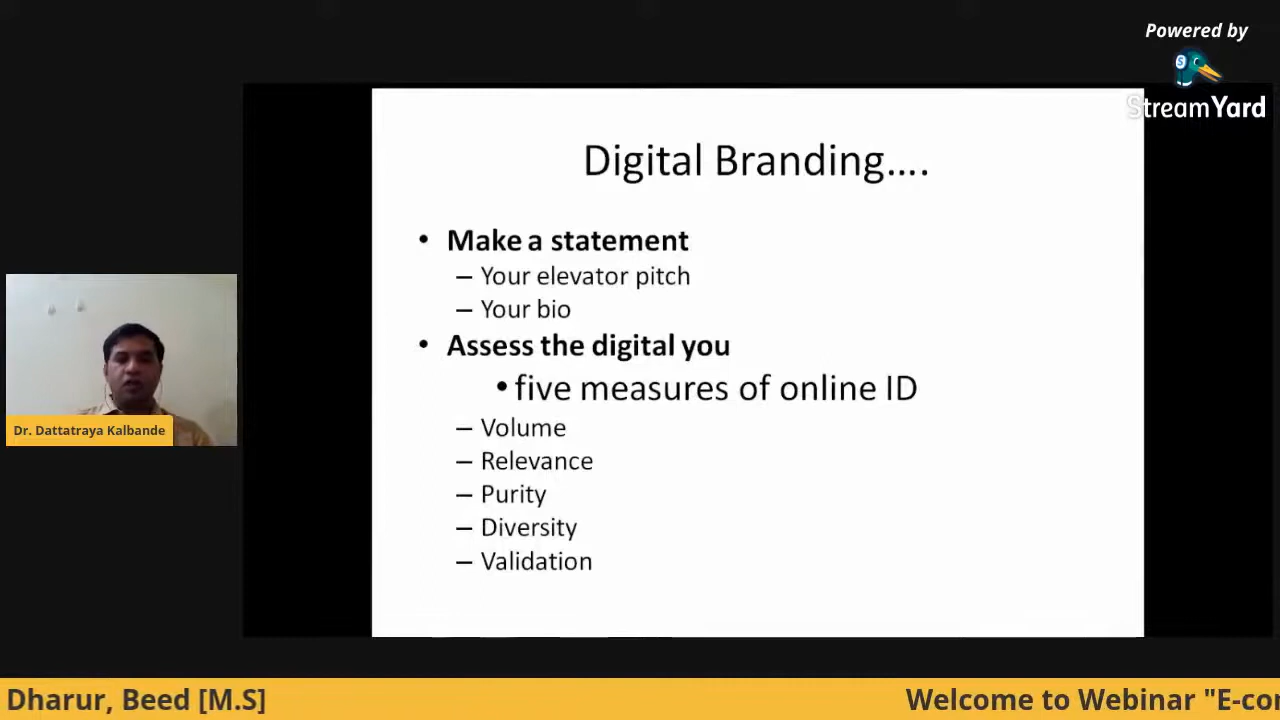 Powered by
StreamYard
Digital Branding....
• Make a statement
– Your elevator pitch
– Your bio
• Assess the digital you
• five measures of online ID
– Volume
– Relevance
– Purity
– Diversity
– Validation
Dr. Dattatraya Kalbande
Dharur, Beed [M.S]
Welcome to Webinar "E-co